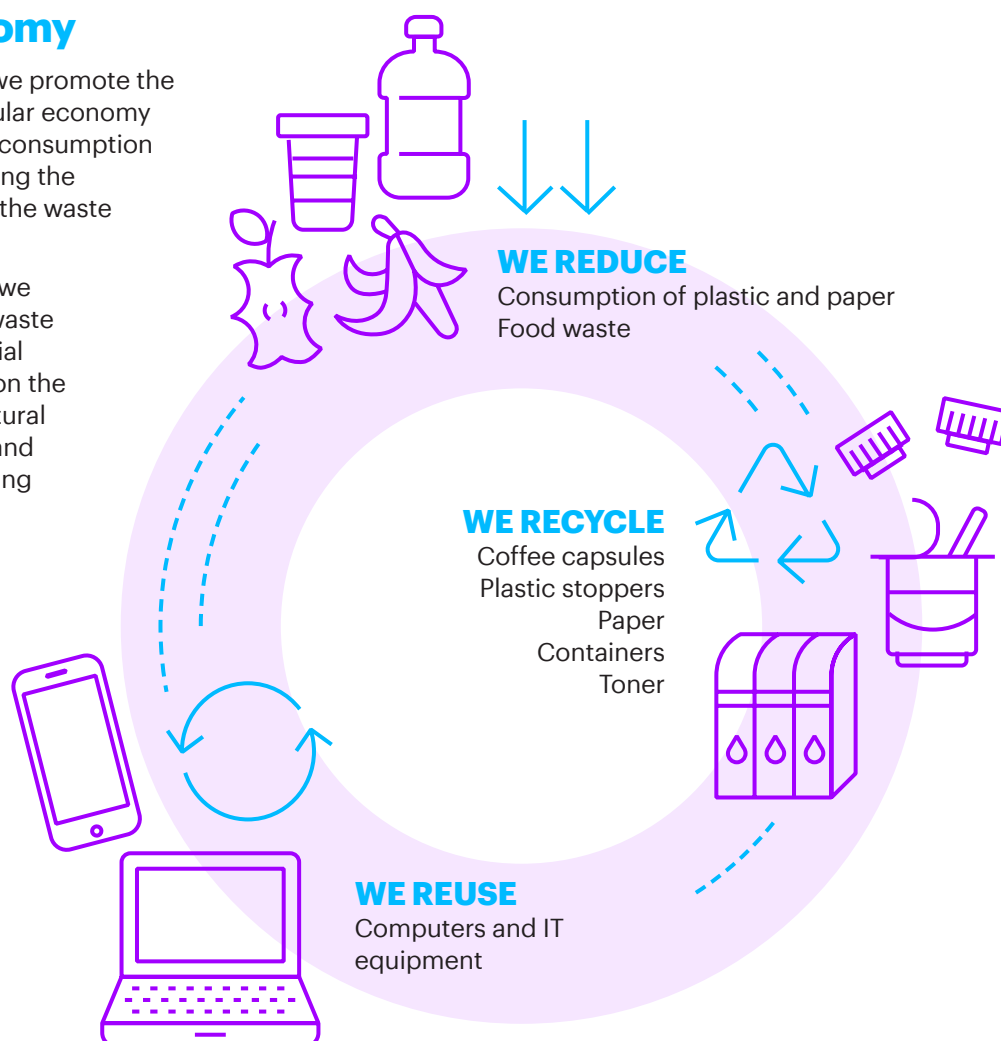 omy
we promote the
ular economy
consumption
ng the
the waste
we
vaste
ial
on the
tural
and
ing
WE REDUCE
Consumption of plastic and paper
Food waste
WE RECYCLE
Coffee capsules
Plastic stoppers
Paper
Containers
Toner
WE REUSE
Computers and IT
equipment